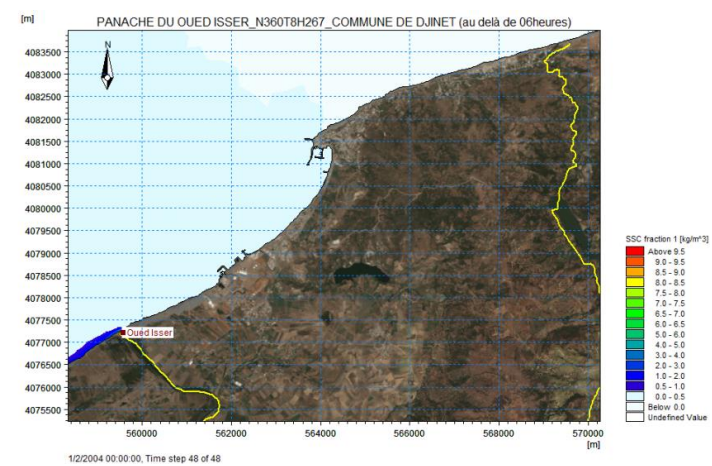 [m]
PANACHE DU OUED ISSER_N360T8H267_COMMUNE DE DJINET (au delà de 06heures)
N
4083500
4083000
4082500
4082000
4081500
4081000
4080500
4080000
4079500
4079000
4078500
4078000
4077500
4077000
4076500
4076000
4075500
Oued Isser
560000 562000 564000 566000 568000 570000
[m]
1/2/2004 00:00:00, Time step 48 of 48
SSC fraction 1 [kg/m^3]
Above 9.5
9.0 - 9.5
8.5 - 9.0
8.0 - 8.5
7.5 - 8.0
7.0 - 7.5
6.5 - 7.0
6.0 - 6.5
5.0 - 6.0
4.0 - 5.0
3.0 - 4.0
2.0 - 3.0
1.0 - 2.0
0.5 - 1.0
0.0 - 0.5
Below 0.0
Undefined Value